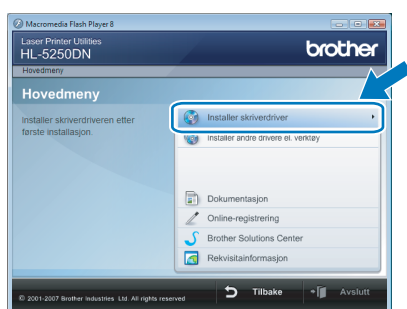 Macromedia Flash Player 8
Laser Printer Utilities
HL-5250DN
brother
Hovedmeny
Hovedmeny
Installer skriverdriveren etter
første installasjon.
Installer skriverdriver
Installer andre drivere el. verktøy
Dokumentasjon
Online-registrering
Brother Solutions Center
Rekvisitainformasjon
© 2001-2007 Brother Industries Ltd. All rights reserved
Tilbake
Avslutt